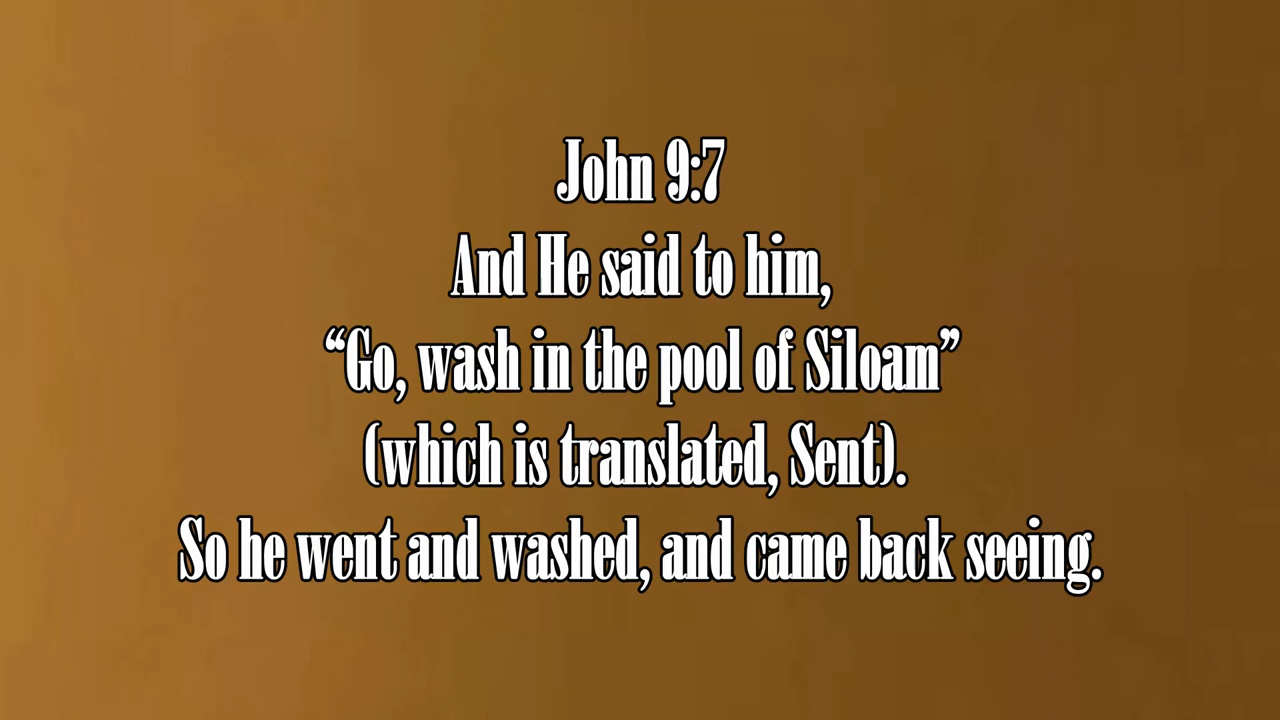 John 9:7
And He said to him,
“Go, wash in the pool of Siloam”
(which is translated, Sent).
So he went and washed, and came back seeing.